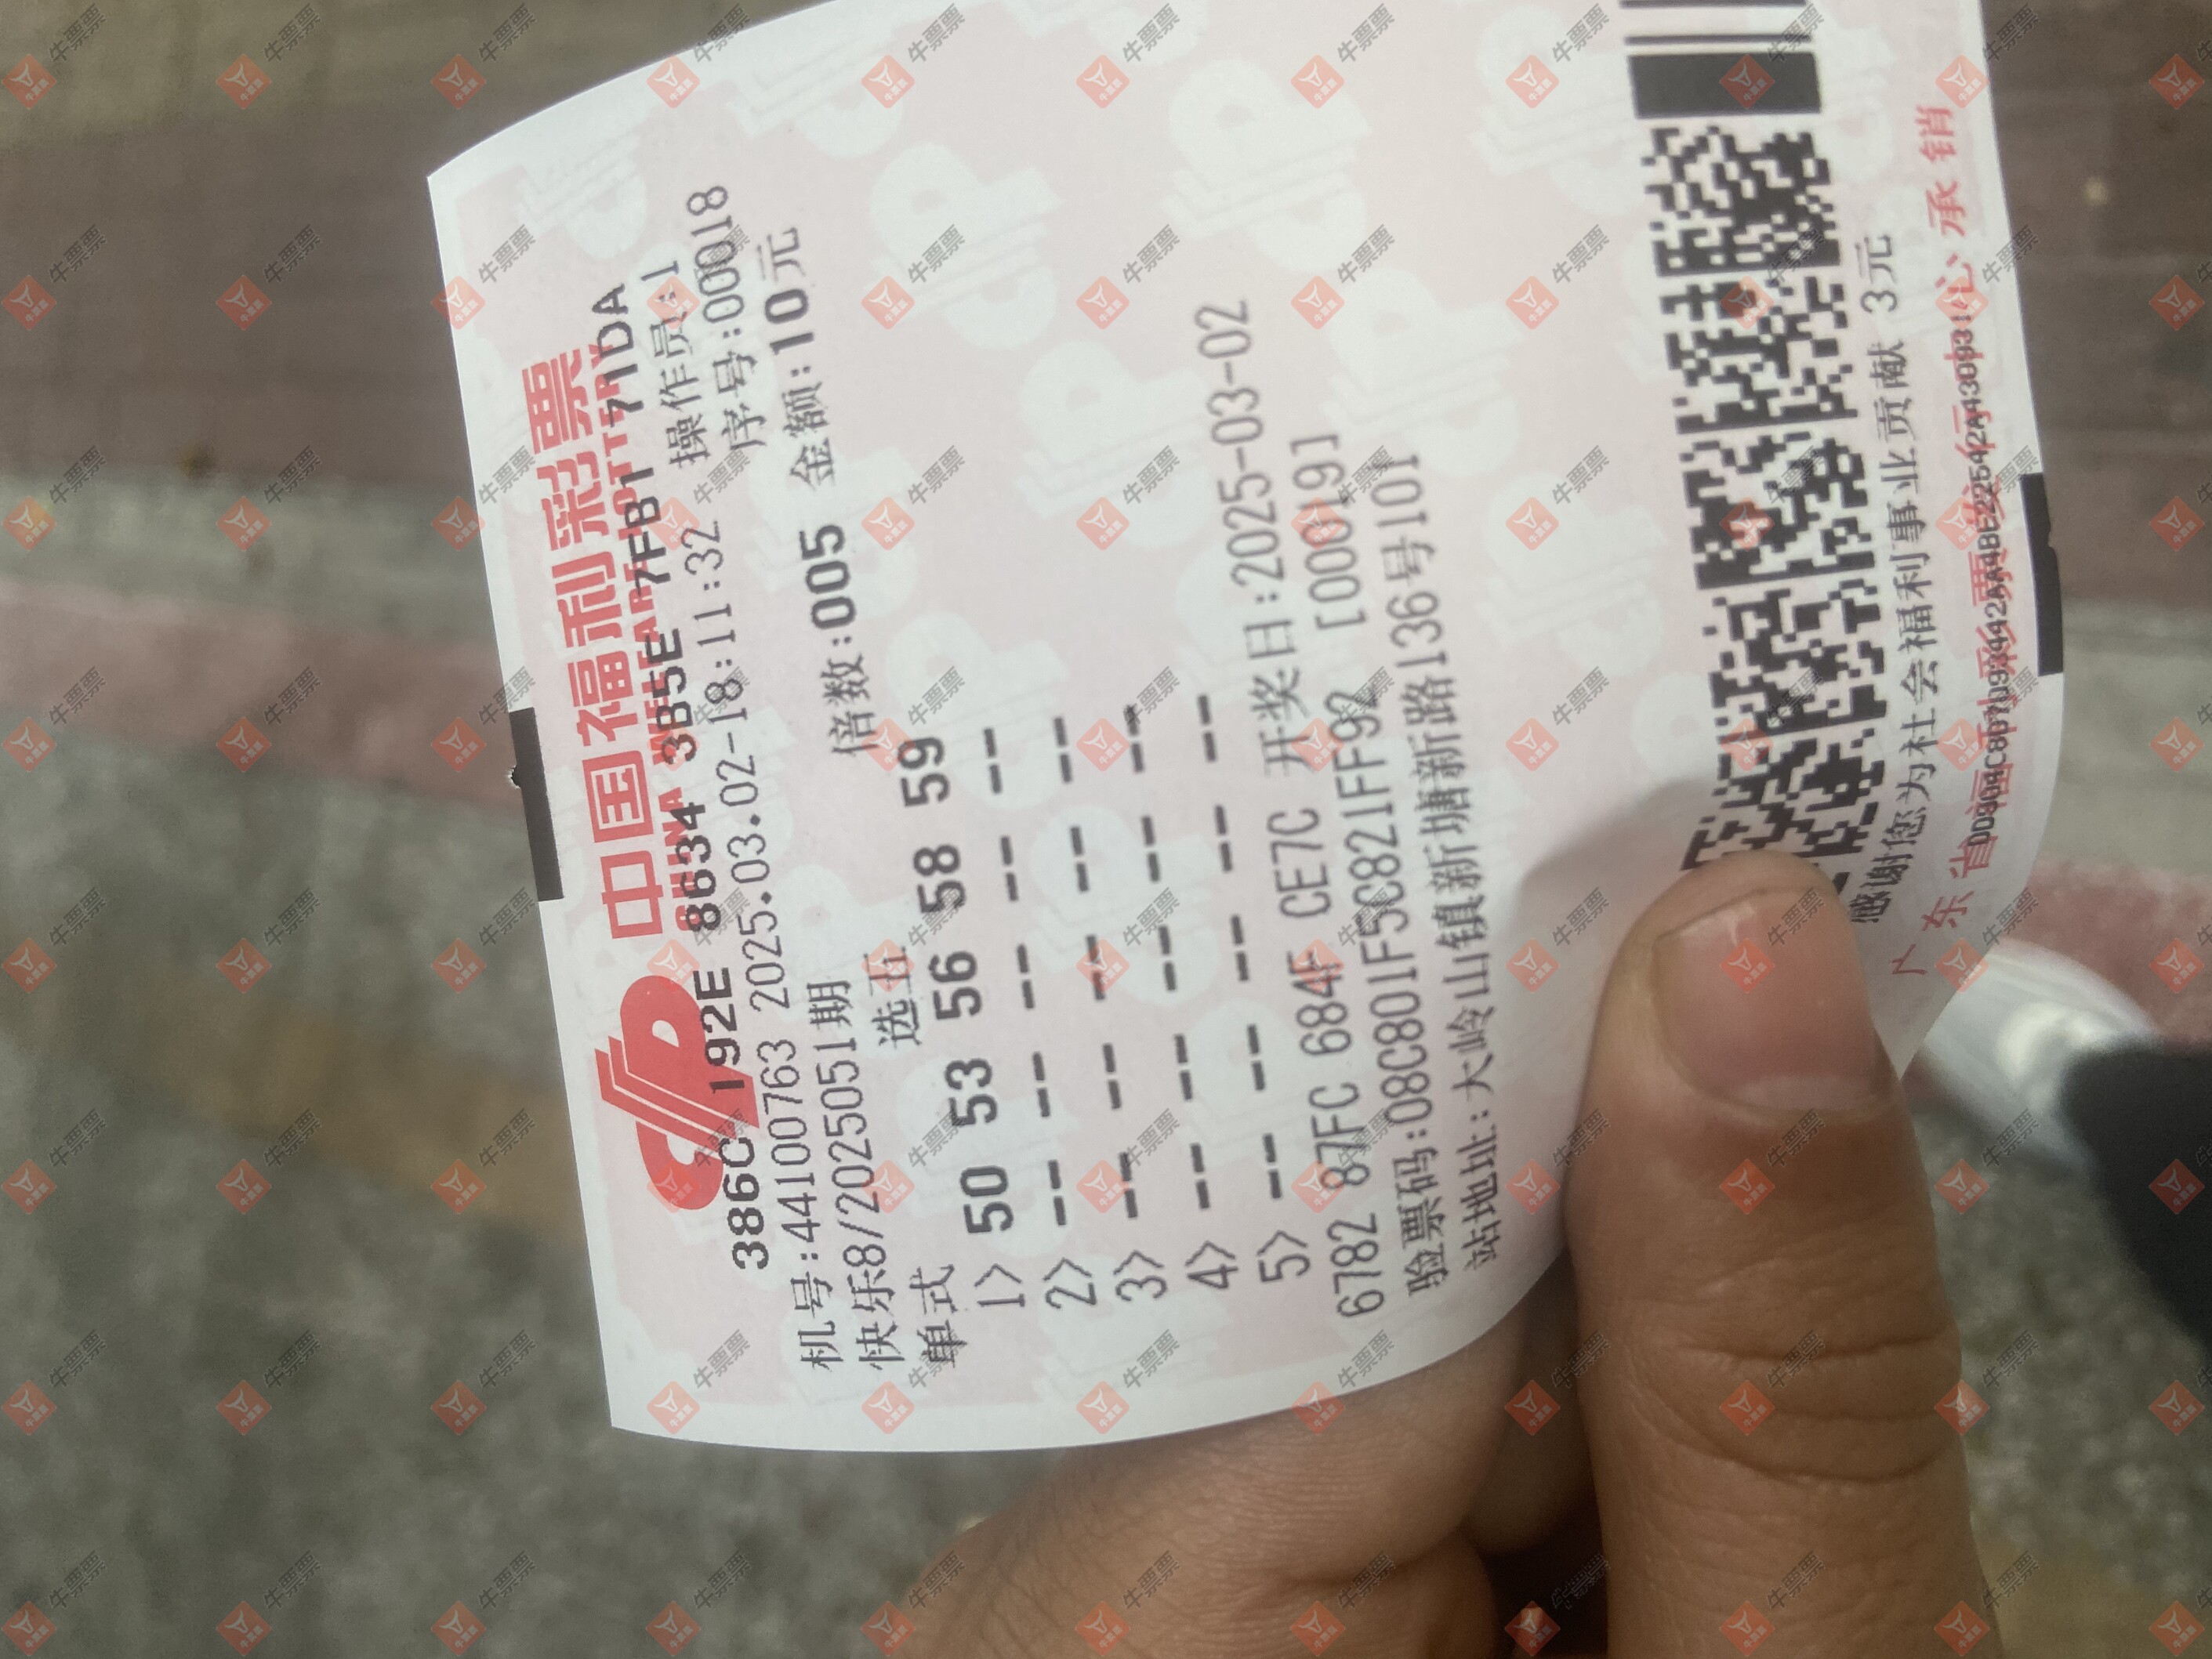 中国福利彩票
CHINA WELFARE LOTTERY
386C 192E 8634 3B5E 7FB1 71DA
机号:44100763 2025.03.02-18:11:32 操作员:1
快乐8/2025051期 序号:000018
单式 选五 倍数:005 金额:10元
1> 50 53 56 58 59
2> -- -- -- -- --
3> -- -- -- -- --
4> -- -- -- -- --
5> -- -- -- -- --
6782 87FC 684F CE7C 开奖日:2025-03-02
验票码:08C801F5C821FF92 [00019]
站地址:大岭山镇新塘新路136号101
感谢您为社会福利事业贡献 3元
广东省福利彩票发行中心承销
牛票票